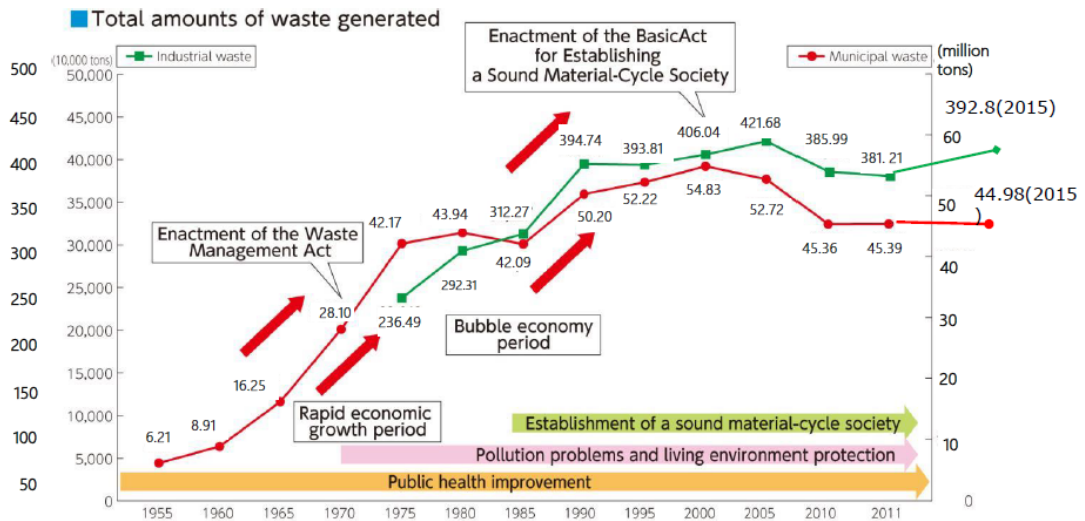 Total amounts of waste generated
Enactment of the BasicAct
for Establishing
a Sound Material-Cycle Society
(10,000 tons)
Industrial waste
Municipal waste
(million
tons)
500
450
400
350
300
250
200
150
100
50
50,000
45,000
40,000
35,000
30,000
25,000
20,000
15,000
10,000
5,000
0
392.8(2015)
60
44.98(2015
)
50
40
30
20
10
0
394.74
393.81
406.04
421.68
385.99
381.21
42.17
43.94
312.27
50.20
52.22
54.83
52.72
45.36
45.39
Enactment of the Waste
Management Act
42.09
292.31
28.10
236.49
16.25
8.91
6.21
Bubble economy
period
Rapid economic
growth period
Establishment of a sound material-cycle society
Pollution problems and living environment protection
Public health improvement
1955 1960 1965 1970 1975 1980 1985 1990 1995 2000 2005 2010 2011